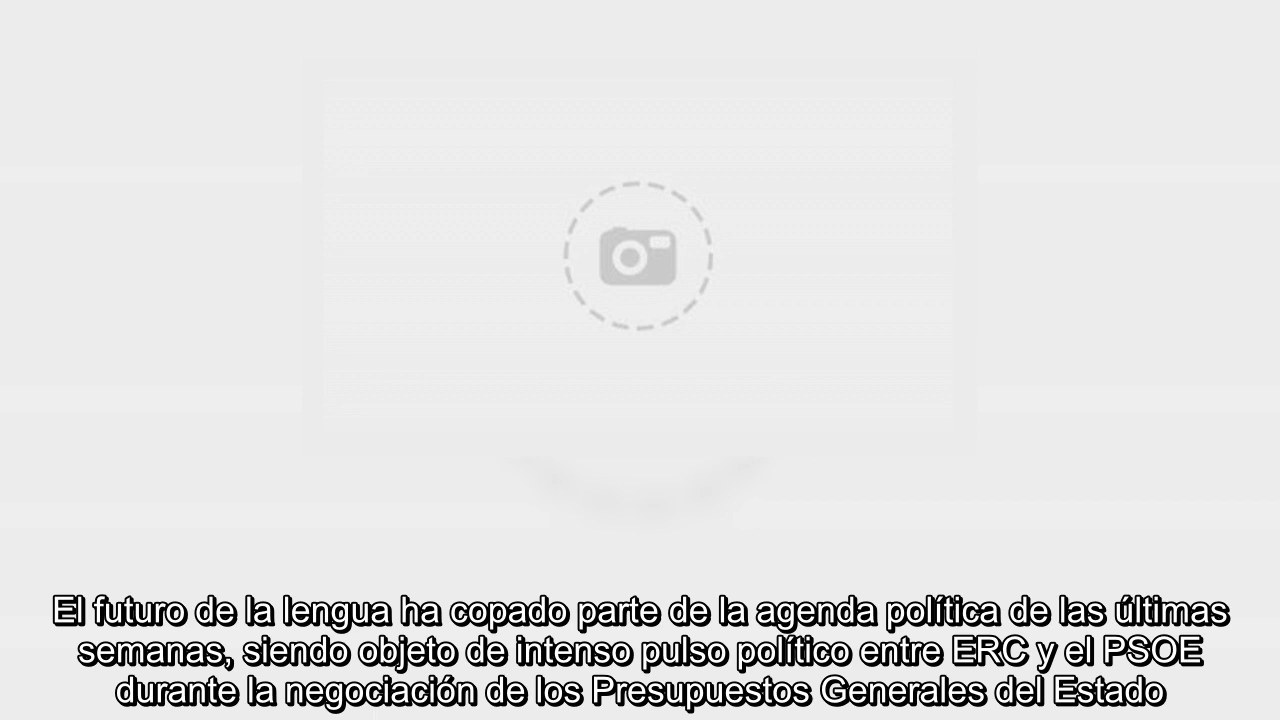 El futuro de la lengua ha copado parte de la agenda política de las últimas
semanas, siendo objeto de intenso pulso político entre ERC y el PSOE
durante la negociación de los Presupuestos Generales del Estado